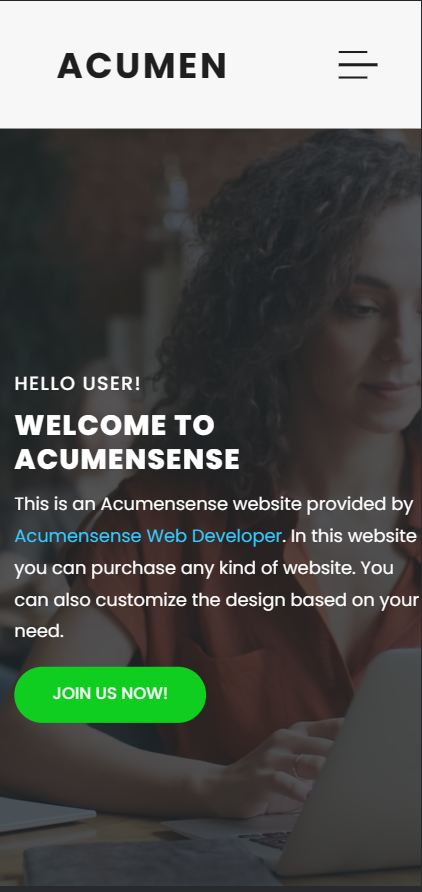 ACUMEN
HELLO USER!
WELCOME TO
ACUMENSENSE
This is an Acumensense website provided by
Acumensense Web Developer. In this website
you can purchase any kind of website. You
can also customize the design based on your
need.
JOIN US NOW!